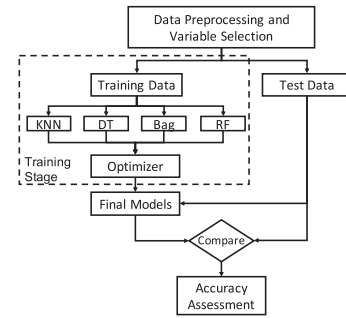 Data Preprocessing and
Variable Selection
Training Data
Test Data
KNN
DT
Bag
RF
Training
Stage
Optimizer
Final Models
Compare
Accuracy
Assessment